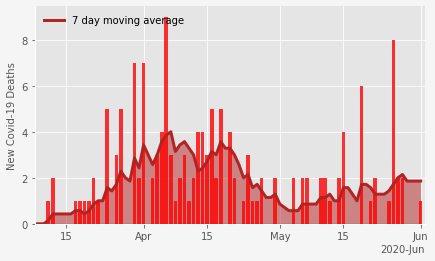 7 day moving average
New Covid-19 Deaths
8
6
4
2
0
15
Apr
15
May
15
Jun
2020-Jun